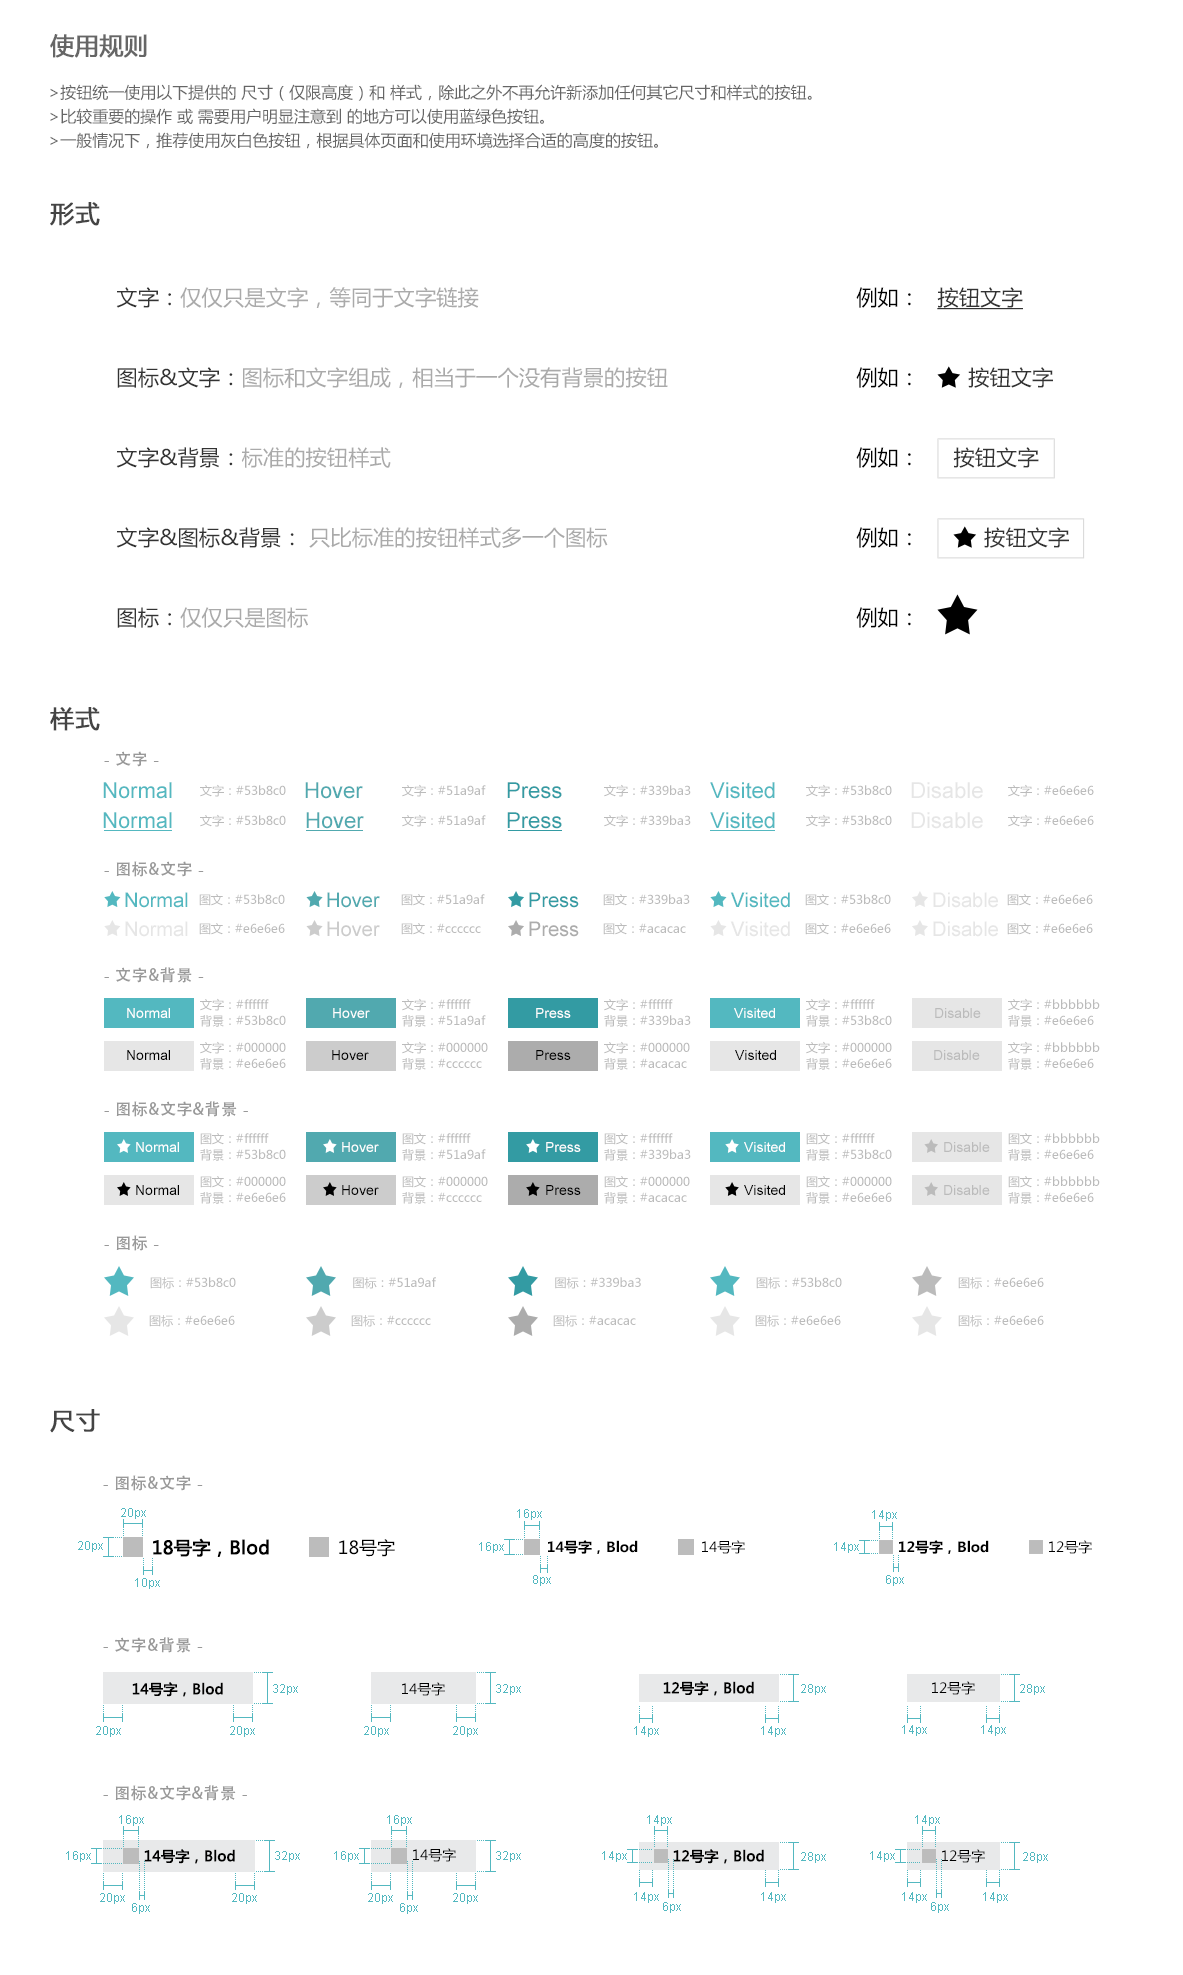 使用规则
>按钮统一使用以下提供的 尺寸（仅限高度）和 样式，除此之外不再允许新添加任何其它尺寸和样式的按钮。
>比较重要的操作 或 需要用户明显注意到 的地方可以使用蓝绿色按钮。
>一般情况下，推荐使用灰白色按钮，根据具体页面和使用环境选择合适的高度的按钮。
形式
文字：仅仅只是文字，等同于文字链接 例如： 按钮文字
图标&文字：图标和文字组成，相当于一个没有背景的按钮 例如： 按钮文字
文字&背景：标准的按钮样式 例如： 按钮文字
文字&图标&背景： 只比标准的按钮样式多一个图标 例如： 按钮文字
图标：仅仅只是图标 例如：
样式
- 文字 -
Normal 文字：#53b8c0 Hover 文字：#51a9af Press 文字：#339ba3 Visited 文字：#53b8c0 Disable 文字：#e6e6e6
Normal 文字：#53b8c0 Hover 文字：#51a9af Press 文字：#339ba3 Visited 文字：#53b8c0 Disable 文字：#e6e6e6
- 图标&文字 -
Normal 图文：#53b8c0 Hover 图文：#51a9af Press 图文：#339ba3 Visited 图文：#53b8c0 Disable 图文：#e6e6e6
Normal 图文：#e6e6e6 Hover 图文：#cccccc Press 图文：#acacac Visited 图文：#e6e6e6 Disable 图文：#e6e6e6
- 文字&背景 -
Normal 文字：#ffffff Hover 文字：#ffffff Press 文字：#ffffff Visited 文字：#ffffff Disable 文字：#bbbbbb
背景：#53b8c0 背景：#51a9af 背景：#339ba3 背景：#53b8c0 背景：#e6e6e6
Normal 文字：#000000 Hover 文字：#000000 Press 文字：#000000 Visited 文字：#000000 Disable 文字：#bbbbbb
背景：#e6e6e6 背景：#cccccc 背景：#acacac 背景：#e6e6e6 背景：#e6e6e6
- 图标&文字&背景 -
Normal 图文：#ffffff Hover 图文：#ffffff Press 图文：#ffffff Visited 图文：#ffffff Disable 图文：#bbbbbb
背景：#53b8c0 背景：#51a9af 背景：#339ba3 背景：#53b8c0 背景：#e6e6e6
Normal 图文：#000000 Hover 图文：#000000 Press 图文：#000000 Visited 图文：#000000 Disable 图文：#bbbbbb
背景：#e6e6e6 背景：#cccccc 背景：#acacac 背景：#e6e6e6 背景：#e6e6e6
- 图标 -
图标：#53b8c0 图标：#51a9af 图标：#339ba3 图标：#53b8c0 图标：#e6e6e6
图标：#e6e6e6 图标：#cccccc 图标：#acacac 图标：#e6e6e6 图标：#e6e6e6
尺寸
- 图标&文字 -
20px 16px 14px
20px 18号字，Blod 18号字 16px 14号字，Blod 14号字 14px 12号字，Blod 12号字
10px 8px 6px
- 文字&背景 -
14号字，Blod 32px 14号字 32px 12号字，Blod 28px 12号字 28px
20px 20px 20px 20px 14px 14px 14px 14px
- 图标&文字&背景 -
16px 16px 14px 14px
16px 14号字，Blod 32px 16px 14号字 32px 14px 12号字，Blod 28px 14px 12号字 28px
20px 20px 20px 20px 14px 14px 14px 14px
6px 6px 6px 6px